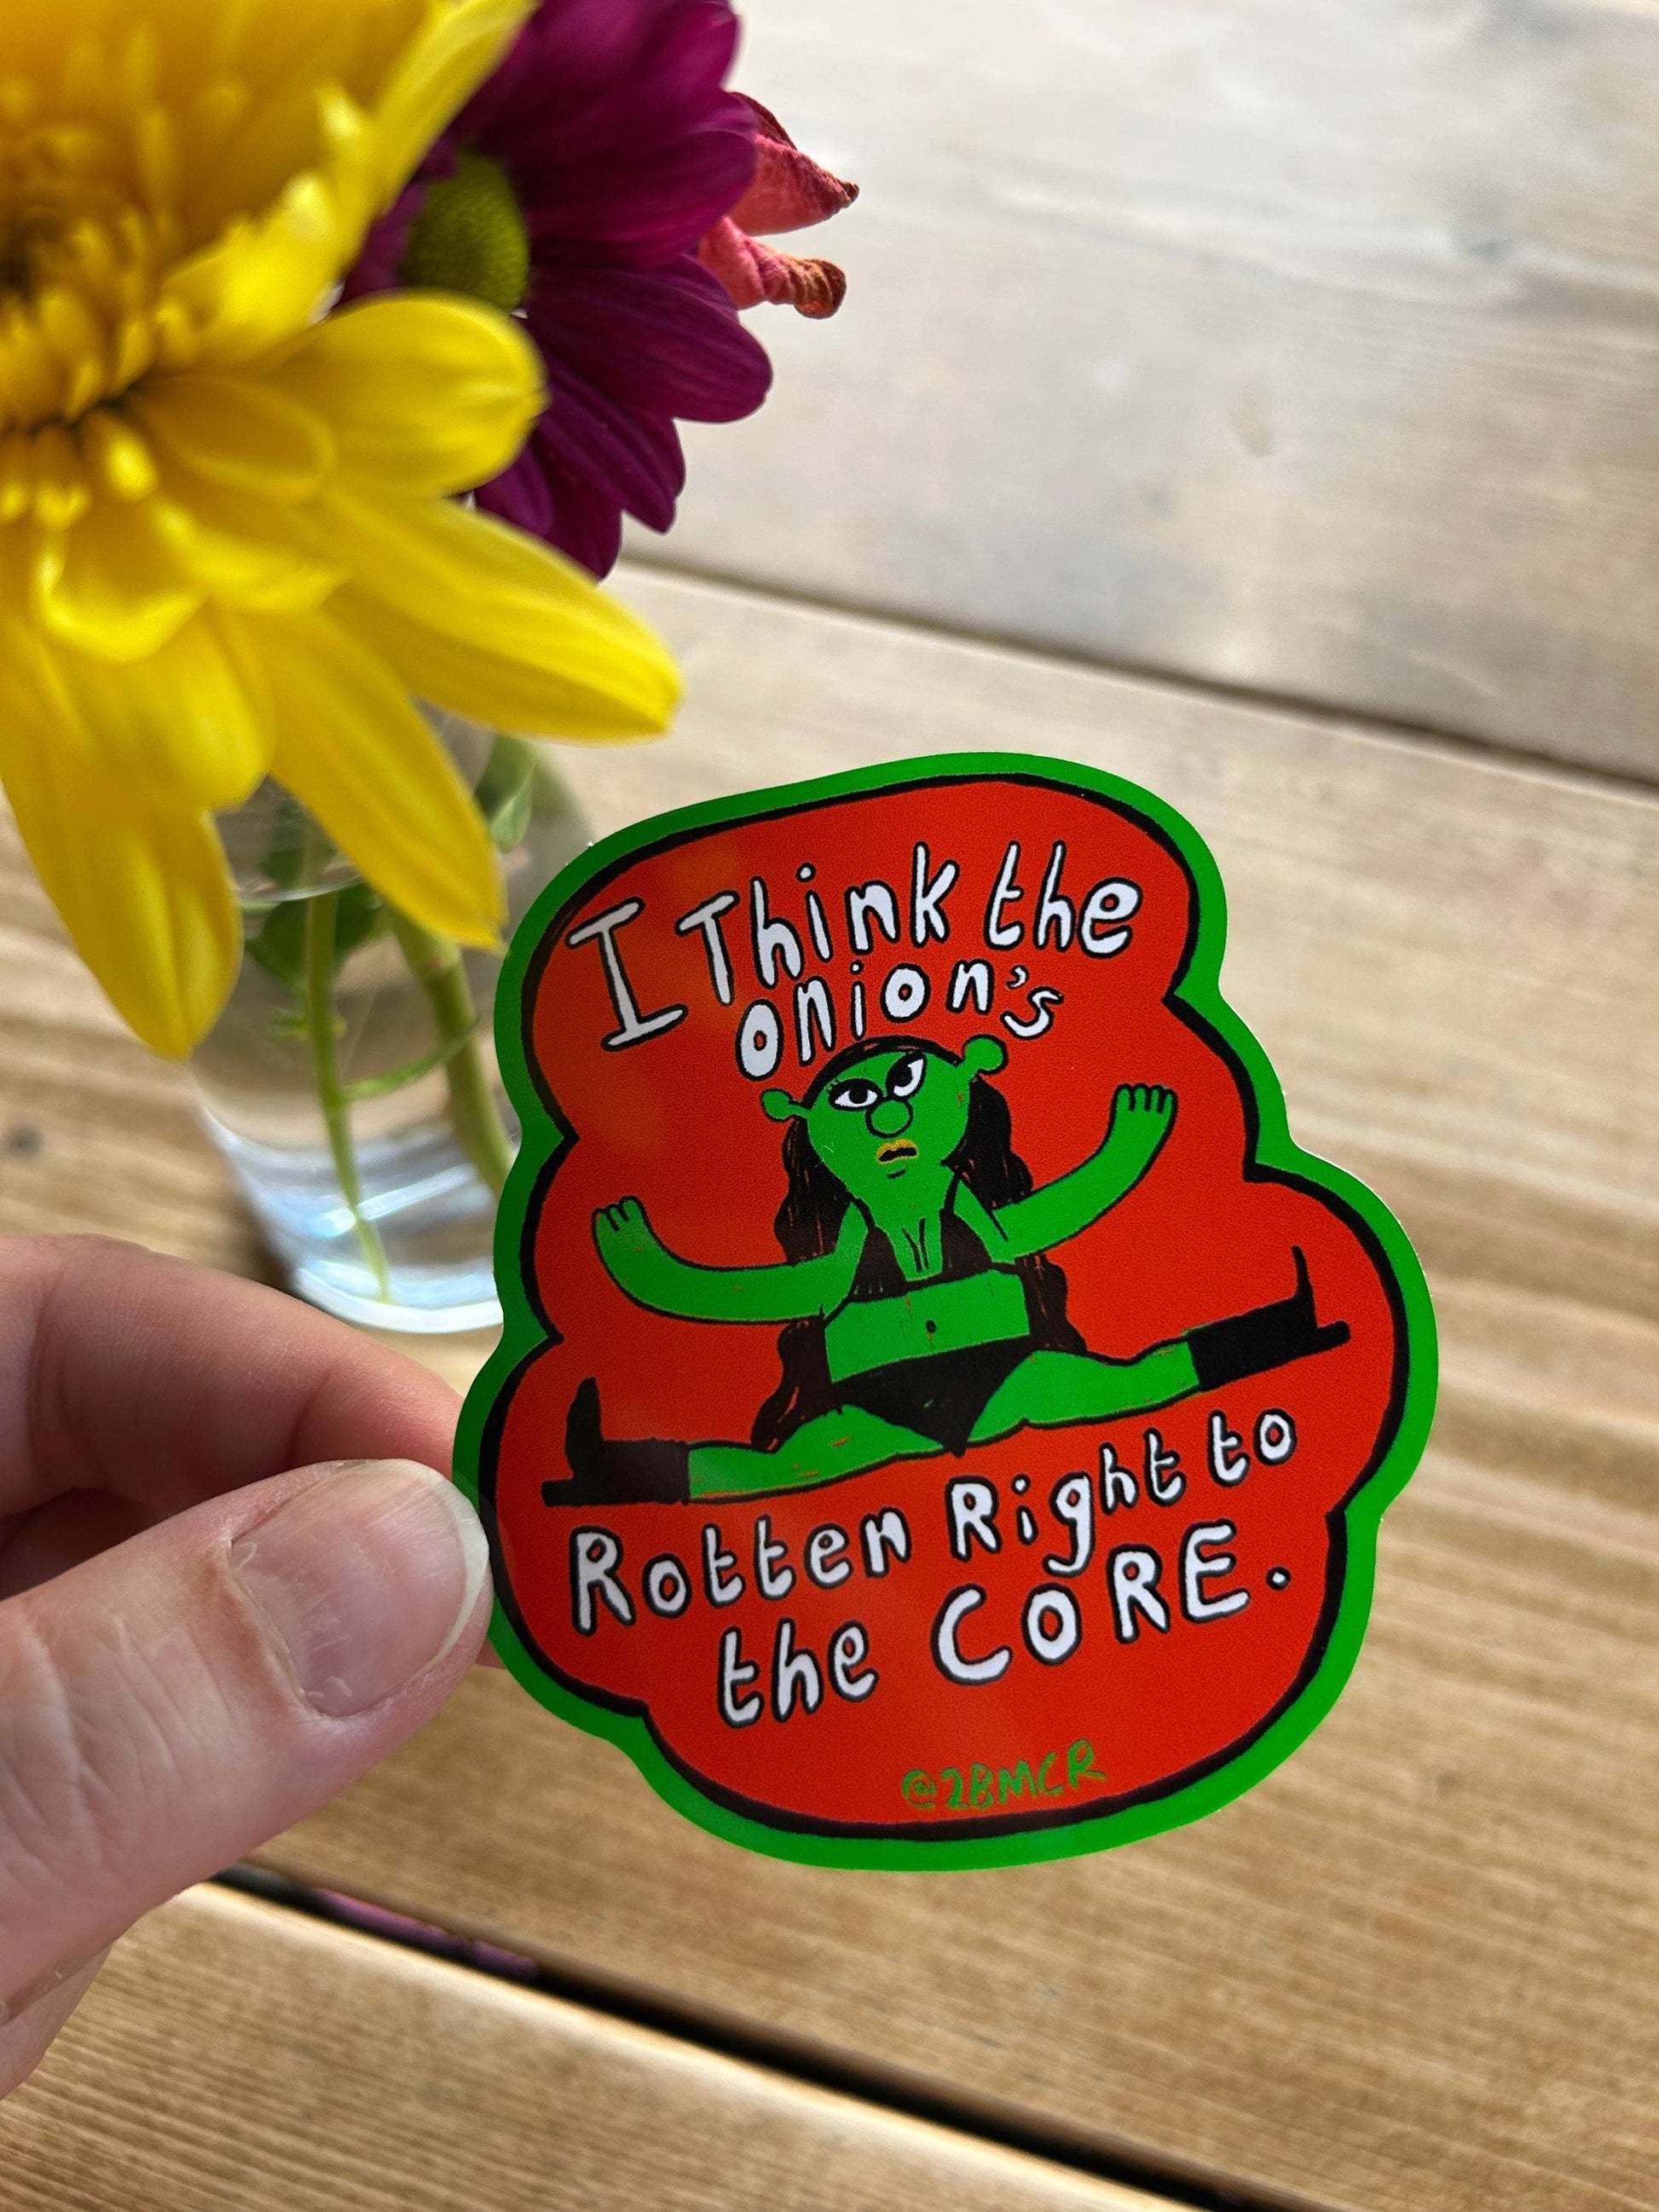 I Think the
onion's
Rotten Right to
the CORE.
@2BMCR